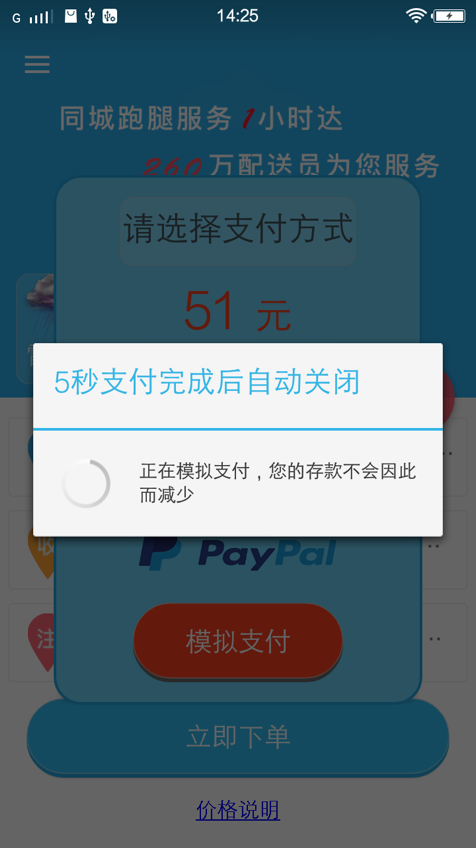 G 14:25
同城跑腿服务1小时达
260万配送员为您服务
请选择支付方式
51 元
5秒支付完成后自动关闭
正在模拟支付，您的存款不会因此
而减少
收
PayPal
注
模拟支付
立即下单
价格说明